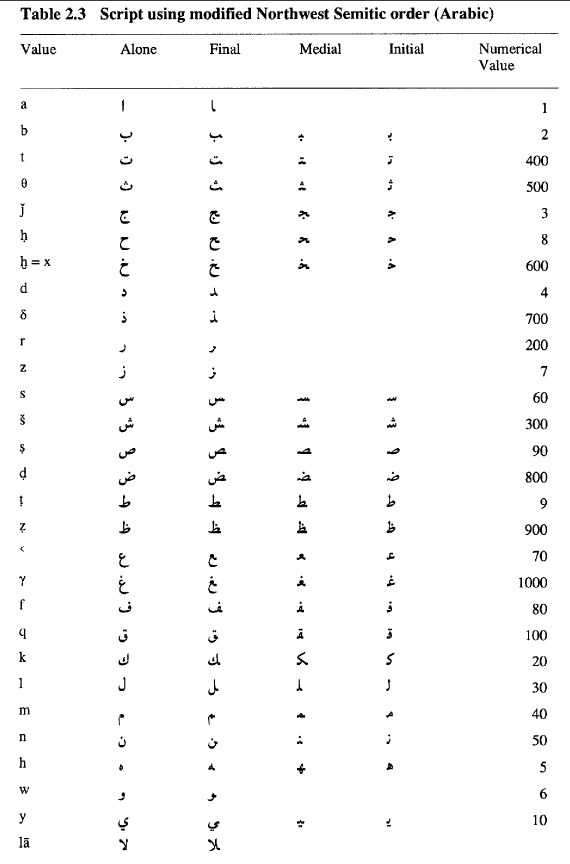 Table 2.3 Script using modified Northwest Semitic order (Arabic)
Value Alone Final Medial Initial Numerical
Value
a ا ـا 1
b ب ـب ـبـ بـ 2
t ت ـت ـتـ تـ 400
θ ث ـث ـثـ ثـ 500
ǰ ج ـج ـجـ جـ 3
ḥ ح ـح ـحـ حـ 8
ḫ = x خ ـخ ـخـ خـ 600
d د ـد 4
δ ذ ـذ 700
r ر ـر 200
z ز ـز 7
s س ـس ـسـ سـ 60
š ش ـش ـشـ شـ 300
ṣ ص ـص ـصـ صـ 90
ḍ ض ـض ـضـ ضـ 800
ṭ ط ـط ـطـ طـ 9
ẓ ظ ـظ ـظـ ظـ 900
ʿ ع ـع ـعـ عـ 70
γ غ ـغ ـغـ غـ 1000
f ف ـف ـفـ فـ 80
q ق ـق ـقـ قـ 100
k ك ـك ـكـ كـ 20
l ل ـل ـلـ لـ 30
m م ـم ـمـ مـ 40
n ن ـن ـنـ نـ 50
h ه ـه ـهـ هـ 5
w و ـو 6
y ي ـي ـيـ يـ 10
lā لا ـلا